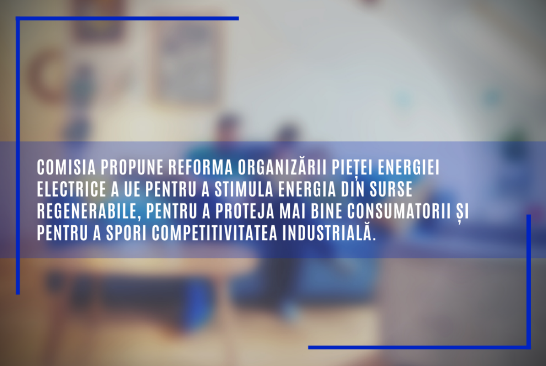 COMISIA PROPUNE REFORMA ORGANIZĂRII PIEȚEI ENERGIEI
ELECTRICE A UE PENTRU A STIMULA ENERGIA DIN SURSE
REGENERABILE, PENTRU A PROTEJA MAI BINE CONSUMATORII ȘI
PENTRU A SPORI COMPETITIVITATEA INDUSTRIALĂ.